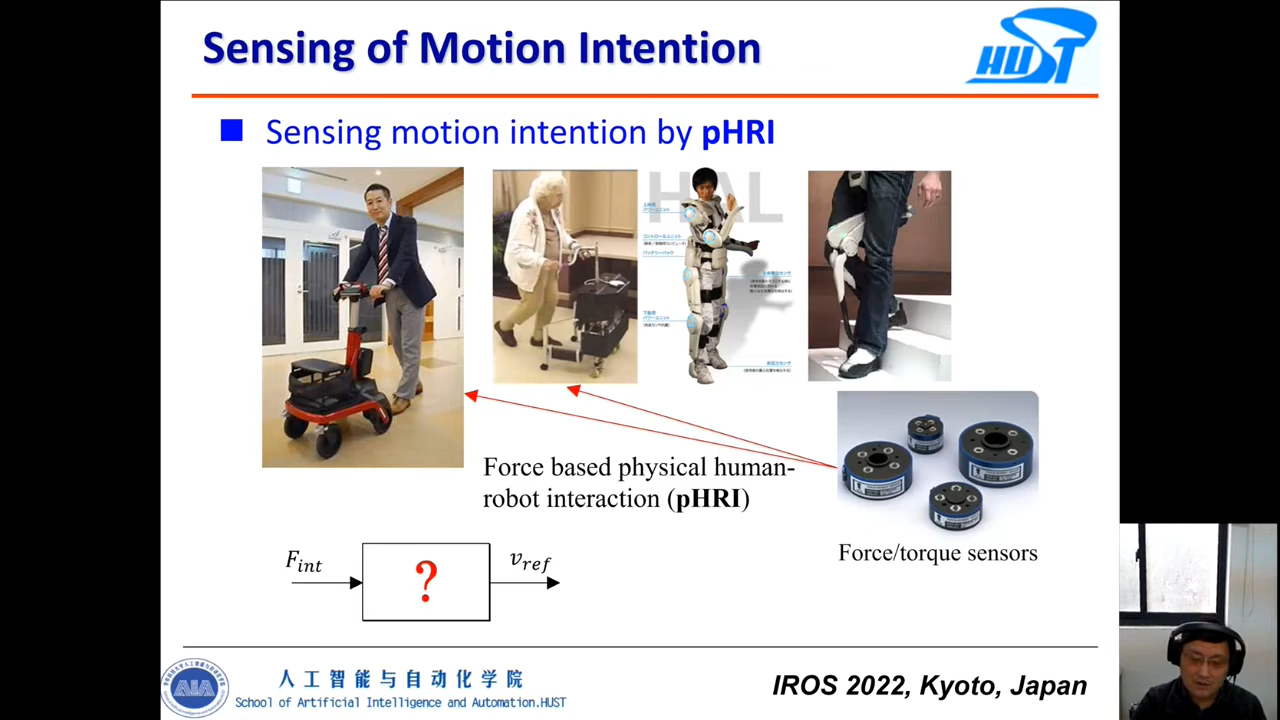 Sensing of Motion Intention
HUST
Sensing motion intention by pHRI
HAL
Force based physical human-
robot interaction (pHRI)
Force/torque sensors
F_int
?
v_ref
AIA
人工智能与自动化学院
School of Artificial Intelligence and Automation.HUST
IROS 2022, Kyoto, Japan